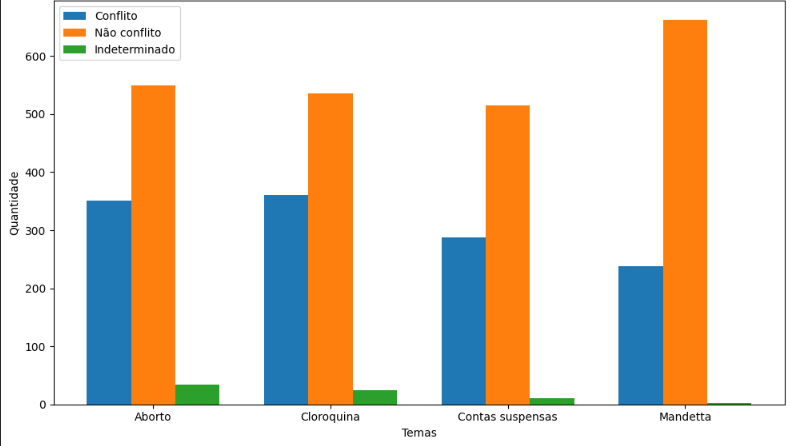 Conflito
Não conflito
Indeterminado
600
500
400
300
200
100
0
Quantidade
Aborto Cloroquina Contas suspensas Mandetta
Temas